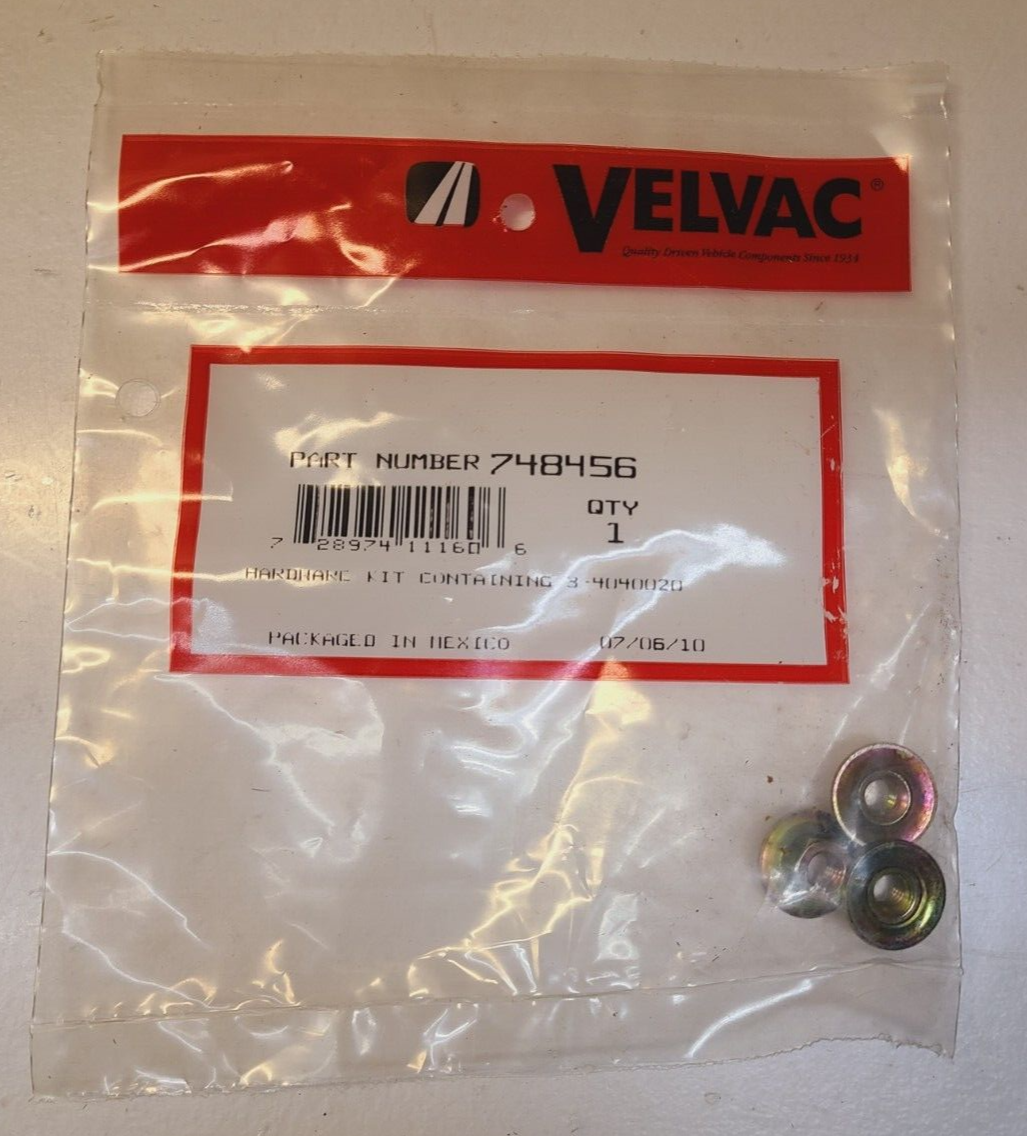 VELVAC®
Quality Driven Vehicle Components Since 1934
PART NUMBER 748456
QTY
1
7 28974 11160 6
HARDWARE KIT CONTAINING 3-4040020
PACKAGED IN MEXICO 07/06/10